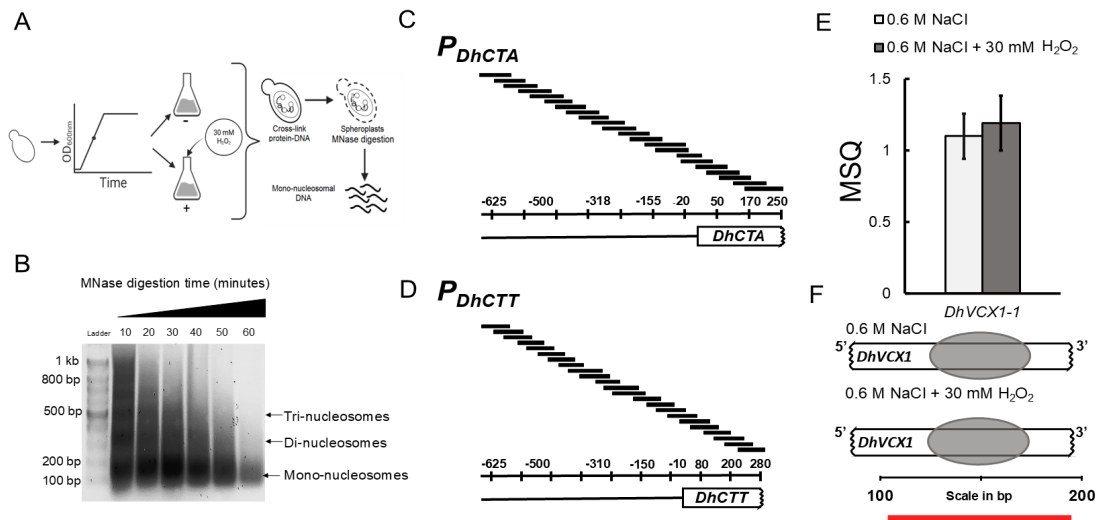 A
OD600nm
Time
-
+
30 mM
H2O2
Cross-link
protein-DNA
Spheroplasts
MNase digestion
Mono-nucleosomal
DNA
B
MNase digestion time (minutes)
Ladder 10 20 30 40 50 60
1 kb
800 bp
500 bp
200 bp
100 bp
Tri-nucleosomes
Di-nucleosomes
Mono-nucleosomes
C
PDhCTA
-625 -500 -318 -155 -20 50 170 250
DhCTA
D
PDhCTT
-625 -500 -310 -150 -10 80 200 280
DhCTT
E
0.6 M NaCl
0.6 M NaCl + 30 mM H2O2
MSQ
1.5
1
0.5
0
DhVCX1-1
F
0.6 M NaCl
5' DhVCX1 3'
0.6 M NaCl + 30 mM H2O2
5' DhVCX1 3'
100 Scale in bp 200